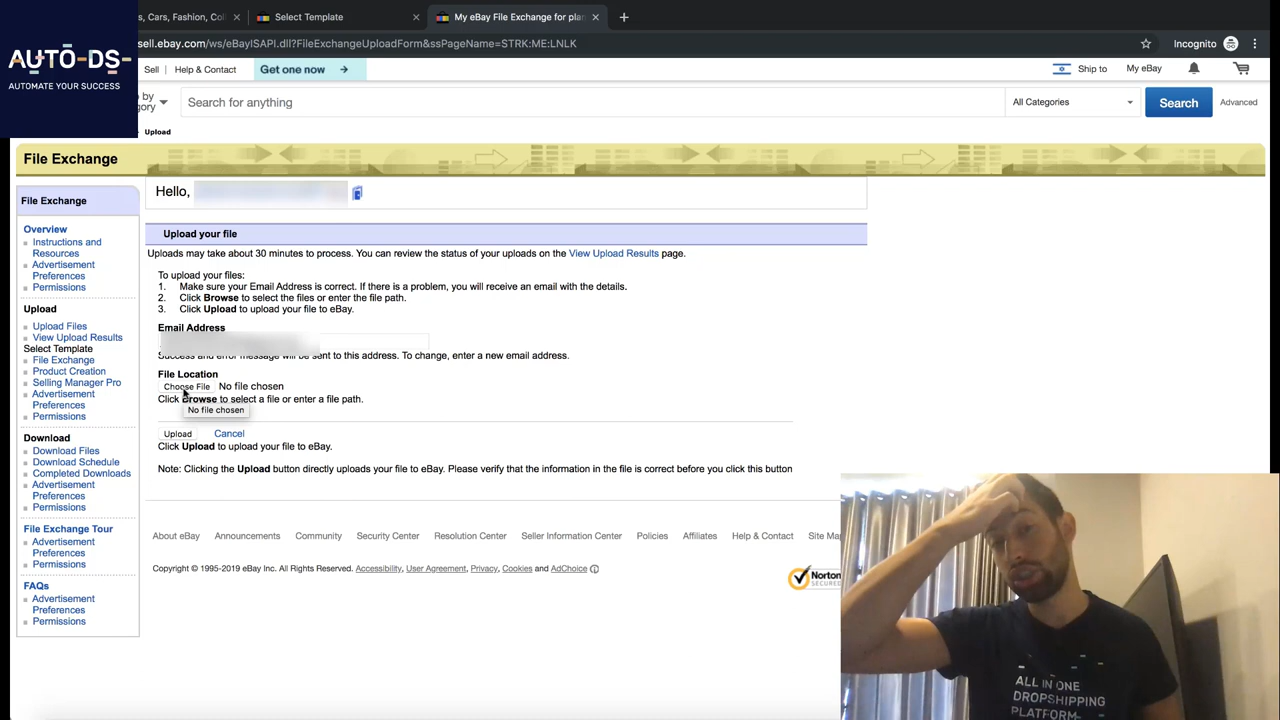 s, Cars, Fashion, Col
Select Template
My eBay File Exchange for pla
AUTO-DS-
AUTOMATE YOUR SUCCESS
sell.ebay.com/ws/eBayISAPI.dll?FileExchangeUploadForm&ssPageName=STRK:ME:LNLK
Incognito
Sell
Help & Contact
Get one now
Ship to
My eBay
by
gory
Search for anything
All Categories
Search
Advanced
Upload
File Exchange
File Exchange
Overview
Instructions and
Resources
Advertisement
Preferences
Permissions
Upload
Upload Files
View Upload Results
Select Template
File Exchange
Product Creation
Selling Manager Pro
Advertisement
Preferences
Permissions
Download
Download Files
Download Schedule
Completed Downloads
Advertisement
Preferences
Permissions
File Exchange Tour
Advertisement
Preferences
Permissions
FAQs
Advertisement
Preferences
Permissions
Hello,
Upload your file
Uploads may take about 30 minutes to process. You can review the status of your uploads on the View Upload Results page.
To upload your files:
1. Make sure your Email Address is correct. If there is a problem, you will receive an email with the details.
2. Click Browse to select the files or enter the file path.
3. Click Upload to upload your file to eBay.
Email Address
Success and error message will be sent to this address. To change, enter a new email address.
File Location
Choose File No file chosen
Click Browse to select a file or enter a file path.
No file chosen
Upload Cancel
Click Upload to upload your file to eBay.
Note: Clicking the Upload button directly uploads your file to eBay. Please verify that the information in the file is correct before you click this button
About eBay Announcements Community Security Center Resolution Center Seller Information Center Policies Affiliates Help & Contact Site Ma
Copyright © 1995-2019 eBay Inc. All Rights Reserved. Accessibility, User Agreement, Privacy, Cookies and AdChoice
Norton
SECURED
ALL IN ONE
DROPSHIPPING
PLATFORM